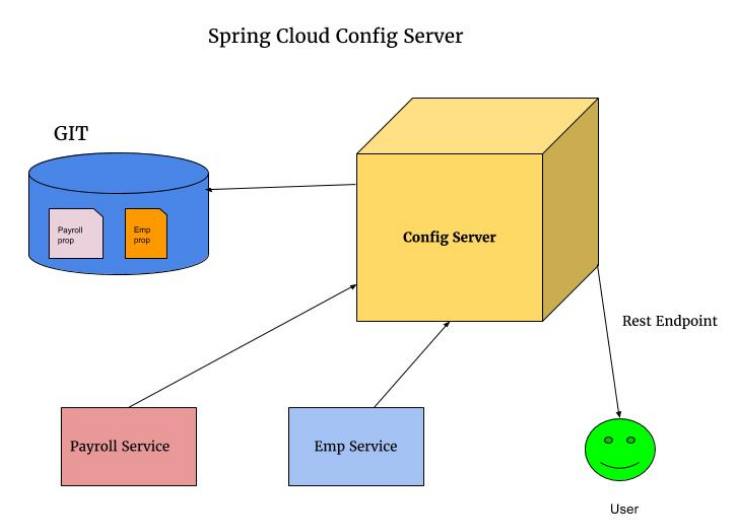 Spring Cloud Config Server
GIT
Payroll
prop
Emp
prop
Config Server
Rest Endpoint
Payroll Service
Emp Service
User